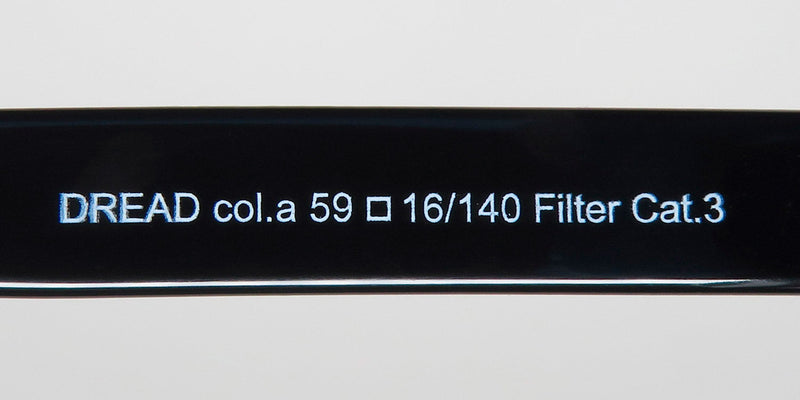 DREAD col.a 59 □ 16/140 Filter Cat.3